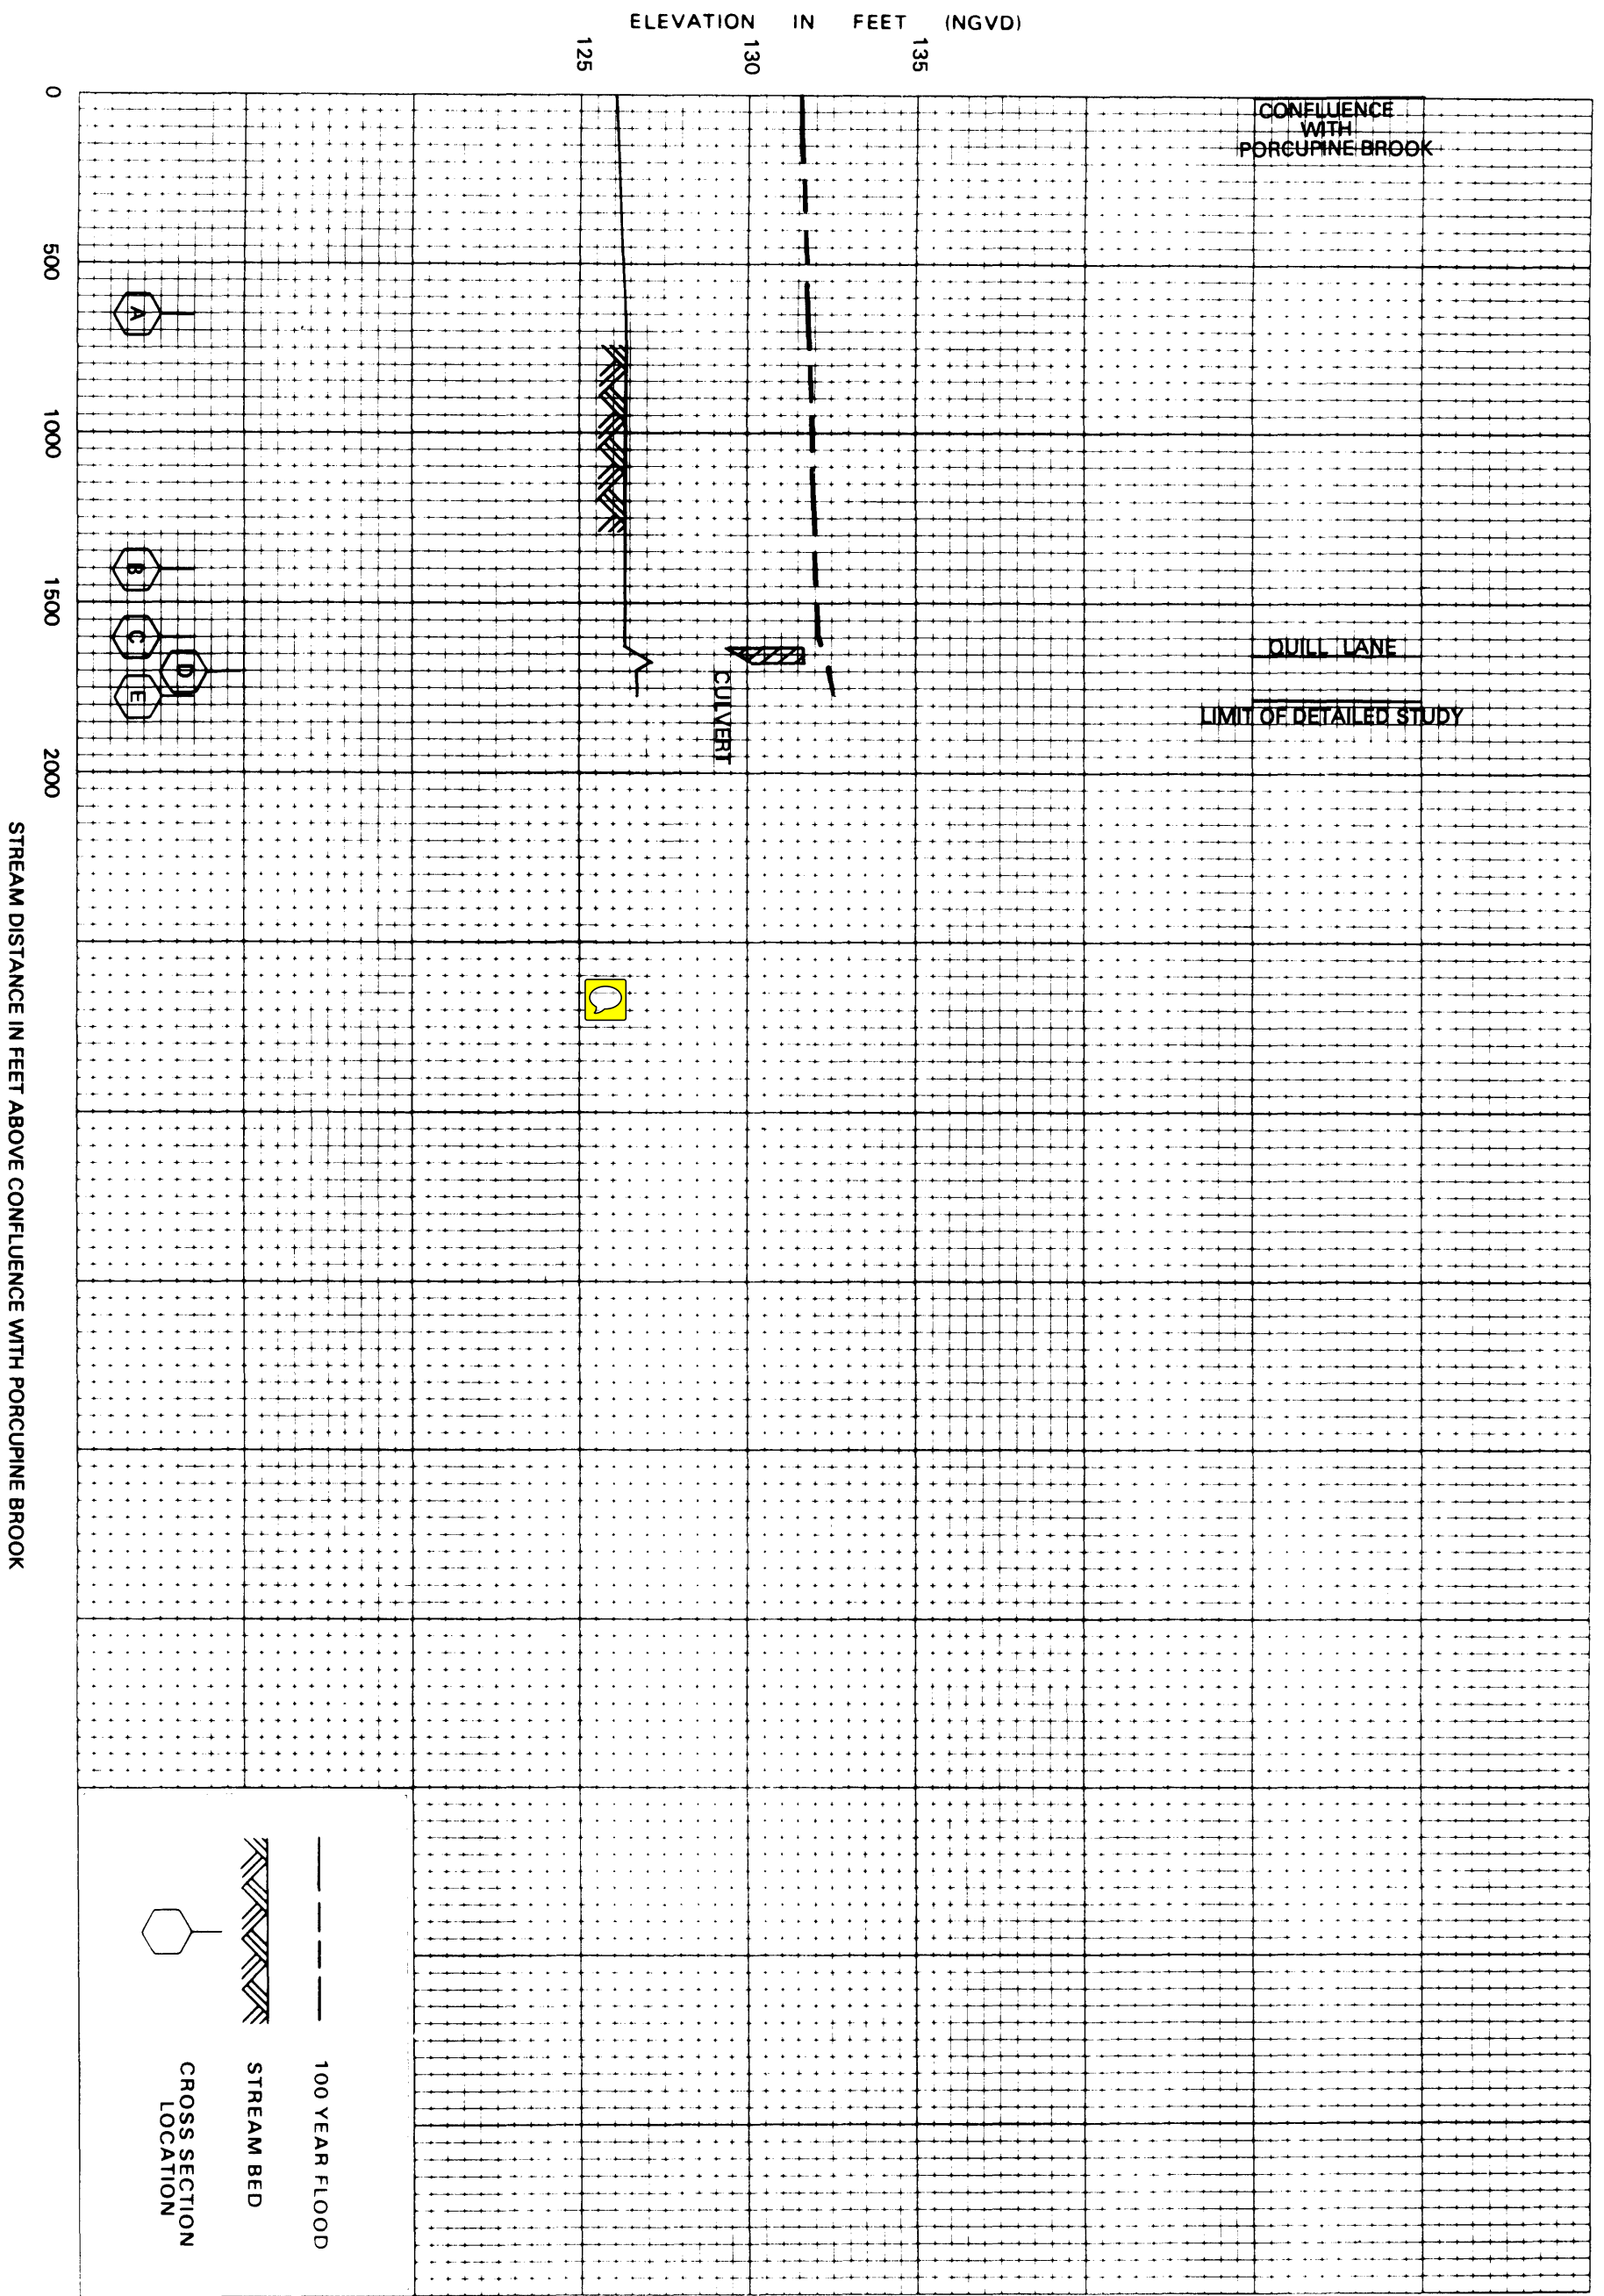 ELEVATION IN FEET (NGVD)
125
130
135
CONFLUENCE
WITH
PORCUPINE BROOK
QUILL LANE
LIMIT OF DETAILED STUDY
CULVERT
A
B
C
D
E
0
500
1000
1500
2000
STREAM DISTANCE IN FEET ABOVE CONFLUENCE WITH PORCUPINE BROOK
100 YEAR FLOOD
STREAM BED
CROSS SECTION
LOCATION